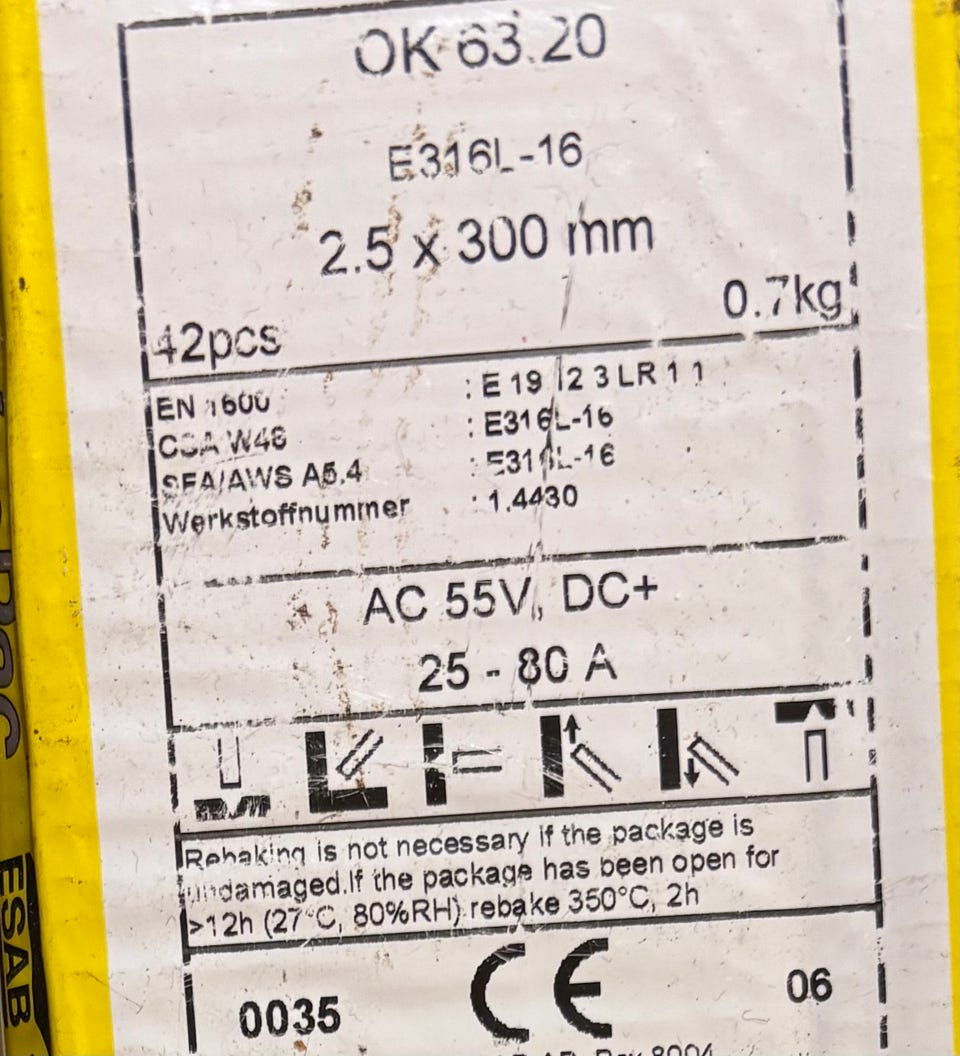 OK 63.20
E316L-16
2.5 x 300 mm
42pcs 0.7kg
EN 1600 : E 19 12 3 L R 1 1
CSA W48 : E316L-16
SFA/AWS A5.4 : E316L-16
Werkstoffnummer : 1.4430
AC 55V, DC+
25 - 80 A
Rebaking is not necessary if the package is
undamaged.If the package has been open for
>12h (27°C, 80%RH) rebake 350°C, 2h
0035 CE 06
8004
ESAB